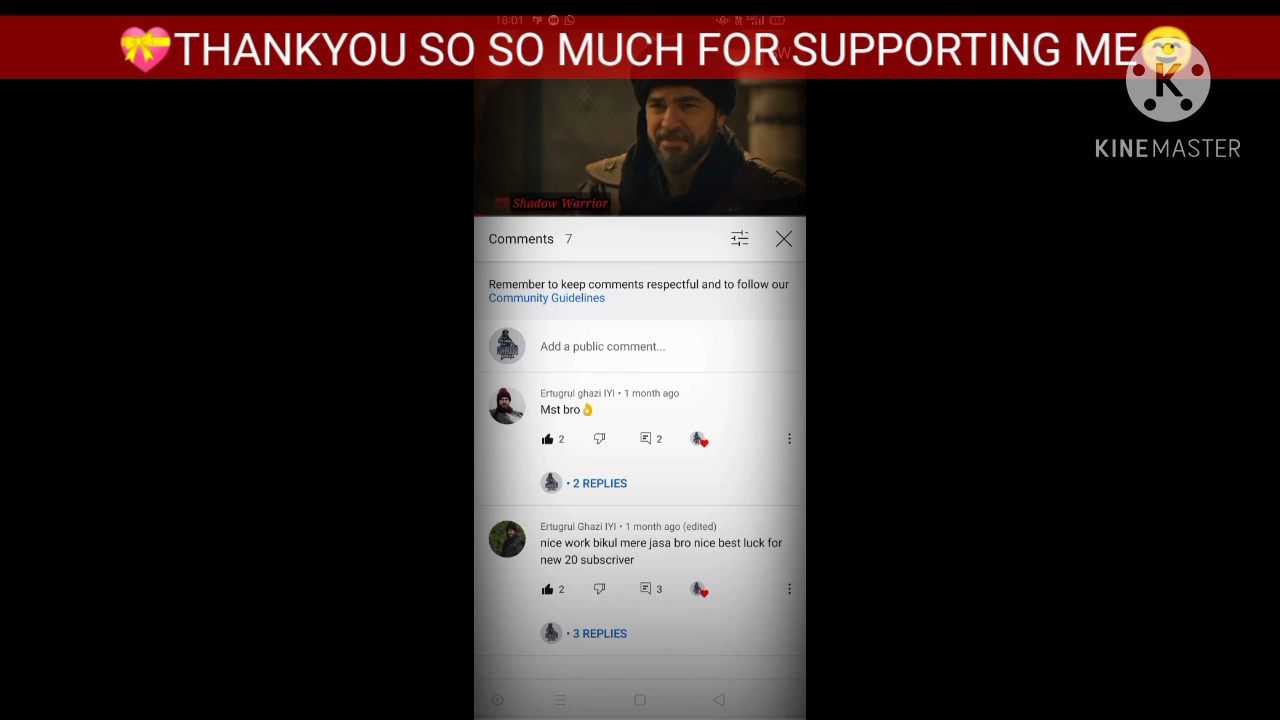 18:01
💝THANKYOU SO SO MUCH FOR SUPPORTING ME😊
K
KINEMASTER
Shadow Warrior
Comments 7
Remember to keep comments respectful and to follow our
Community Guidelines
Add a public comment...
Ertugrul ghazi IYI • 1 month ago
Mst bro👌
2 2
• 2 REPLIES
Ertugrul Ghazi IYI • 1 month ago (edited)
nice work bikul mere jasa bro nice best luck for
new 20 subscriver
2 3
• 3 REPLIES